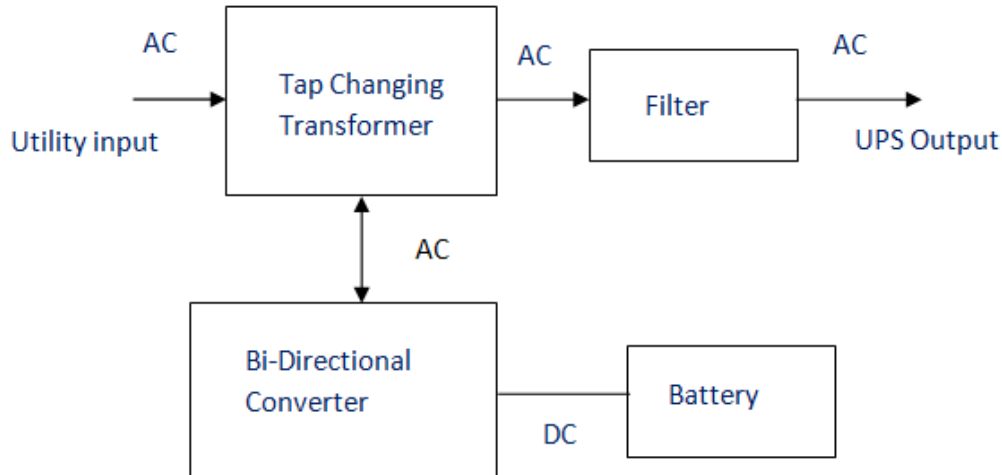 AC
Utility input
Tap Changing
Transformer
AC
Filter
AC
UPS Output
AC
Bi-Directional
Converter
DC
Battery